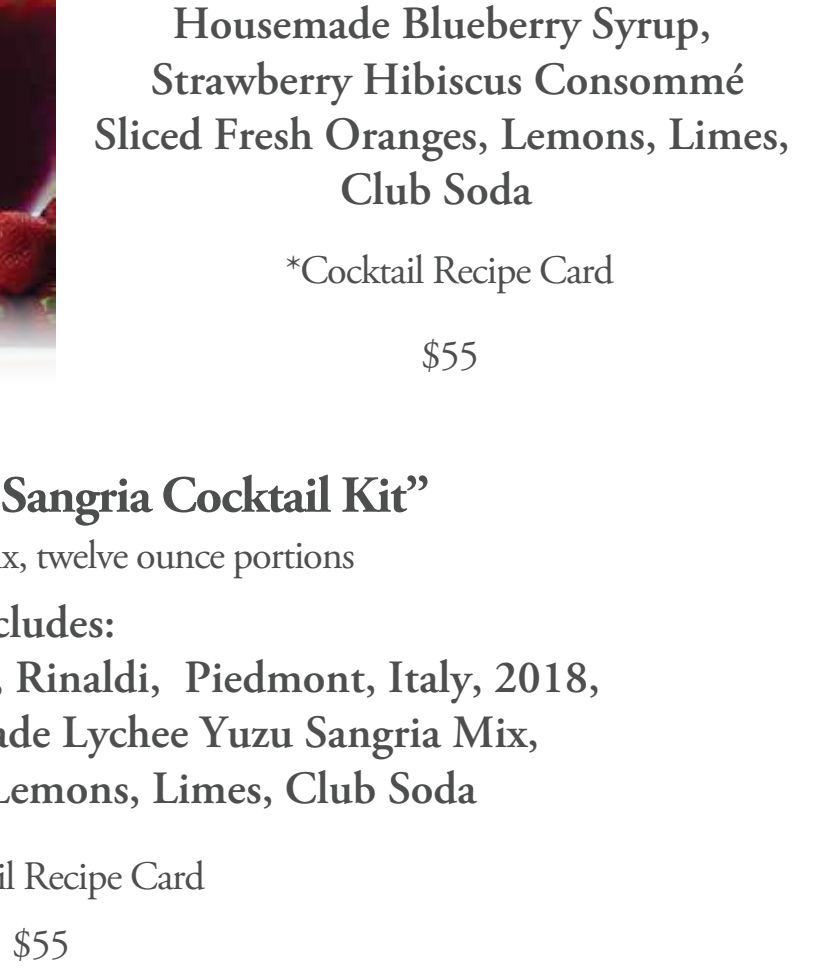 Housemade Blueberry Syrup,
Strawberry Hibiscus Consommé
Sliced Fresh Oranges, Lemons, Limes,
Club Soda
*Cocktail Recipe Card
$55
Sangria Cocktail Kit”
x, twelve ounce portions
cludes:
, Rinaldi, Piedmont, Italy, 2018,
ade Lychee Yuzu Sangria Mix,
Lemons, Limes, Club Soda
il Recipe Card
$55